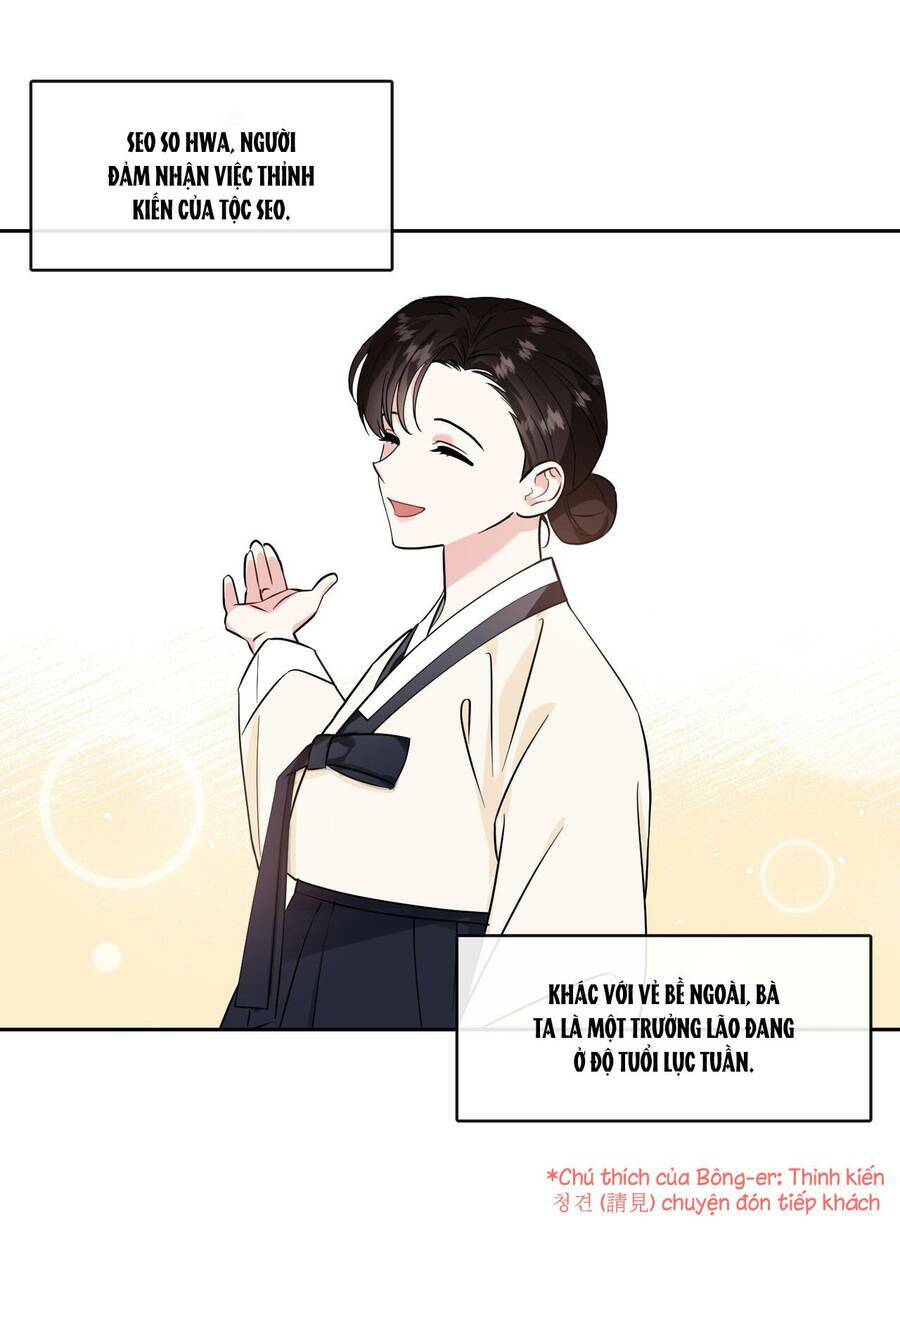 SEO SO HWA, NGƯỜI
ĐẢM NHẬN VIỆC THỈNH
KIẾN CỦA TỘC SEO.
KHÁC VỚI VẺ BỀ NGOÀI, BÀ
TA LÀ MỘT TRƯỞNG LÃO ĐANG
Ở ĐỘ TUỔI LỤC TUẦN.
*Chú thích của Bông-er: Thỉnh kiến
청견 (請見) chuyện đón tiếp khách